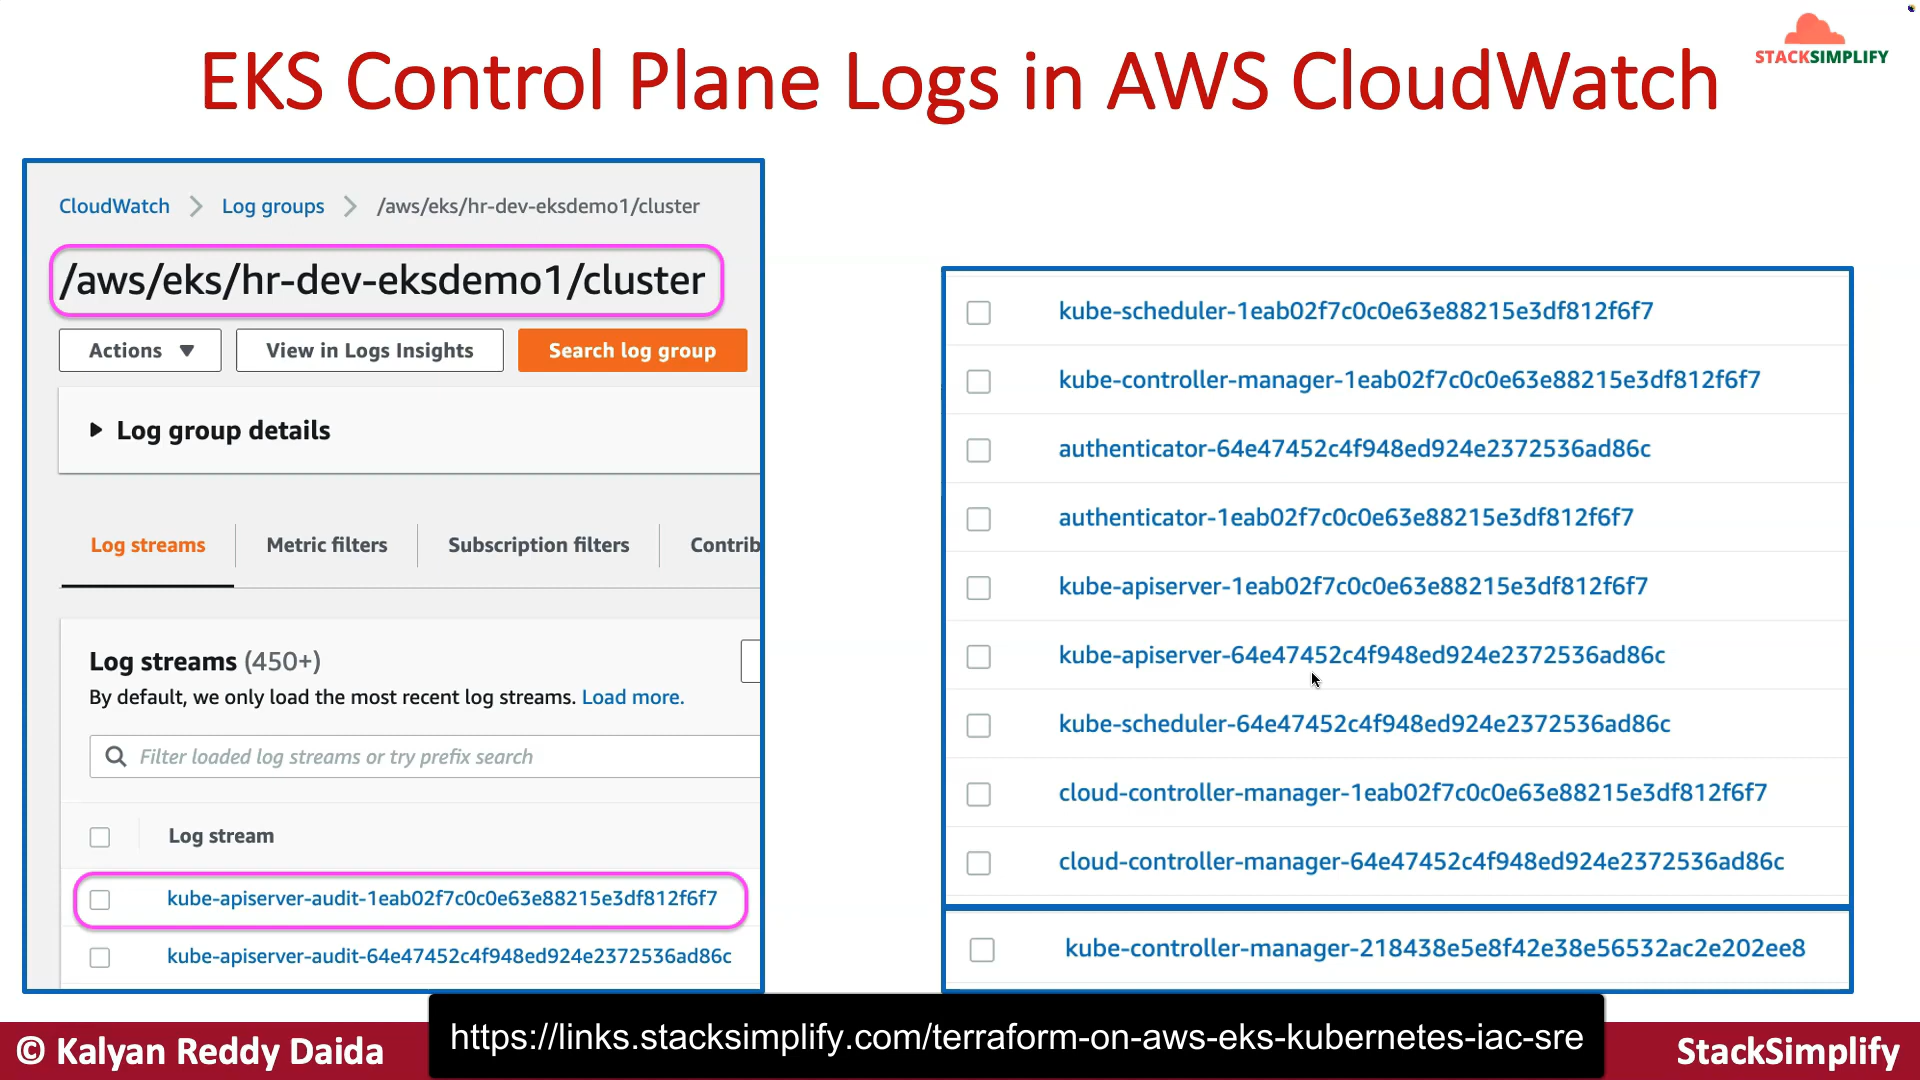 STACKSIMPLIFY
EKS Control Plane Logs in AWS CloudWatch
CloudWatch > Log groups > /aws/eks/hr-dev-eksdemo1/cluster
/aws/eks/hr-dev-eksdemo1/cluster
Actions ▼ View in Logs Insights Search log group
▶ Log group details
Log streams Metric filters Subscription filters Contrib
Log streams (450+)
By default, we only load the most recent log streams. Load more.
Filter loaded log streams or try prefix search
Log stream
kube-apiserver-audit-1eab02f7c0c0e63e88215e3df812f6f7
kube-apiserver-audit-64e47452c4f948ed924e2372536ad86c
kube-scheduler-1eab02f7c0c0e63e88215e3df812f6f7
kube-controller-manager-1eab02f7c0c0e63e88215e3df812f6f7
authenticator-64e47452c4f948ed924e2372536ad86c
authenticator-1eab02f7c0c0e63e88215e3df812f6f7
kube-apiserver-1eab02f7c0c0e63e88215e3df812f6f7
kube-apiserver-64e47452c4f948ed924e2372536ad86c
kube-scheduler-64e47452c4f948ed924e2372536ad86c
cloud-controller-manager-1eab02f7c0c0e63e88215e3df812f6f7
cloud-controller-manager-64e47452c4f948ed924e2372536ad86c
kube-controller-manager-218438e5e8f42e38e56532ac2e202ee8
© Kalyan Reddy Daida
https://links.stacksimplify.com/terraform-on-aws-eks-kubernetes-iac-sre
StackSimplify